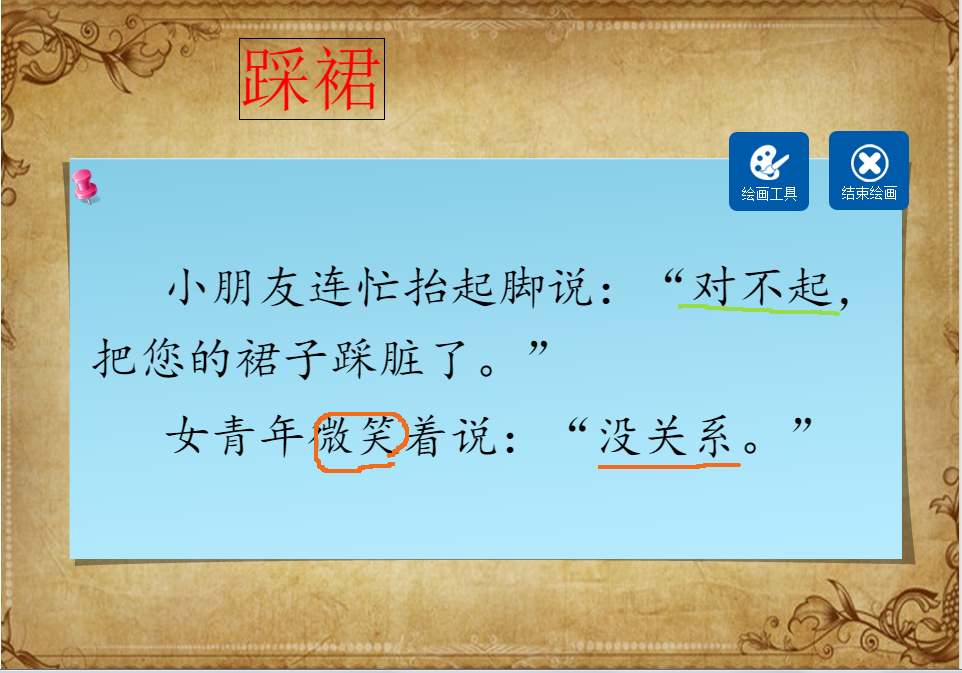 踩裙
绘画工具
结束绘画
小朋友连忙抬起脚说：“对不起，
把您的裙子踩脏了。”
女青年微笑着说：“没关系。”